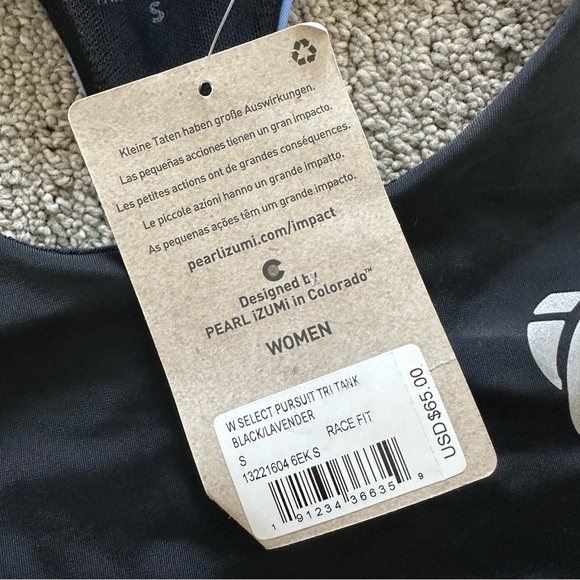 S
Kleine Taten haben große Auswirkungen.
Las pequeñas acciones tienen un gran impacto.
Les petites actions ont de grandes conséquences.
Le piccole azioni hanno un grande impatto.
As pequenas ações têm um grande impacto.
pearlizumi.com/impact
Designed by
PEARL iZUMi in Colorado™
WOMEN
W SELECT PURSUIT TRI TANK
BLACK/LAVENDER
S RACE FIT
13221604 6EK S
USD$65.00
1 91234 36635 9